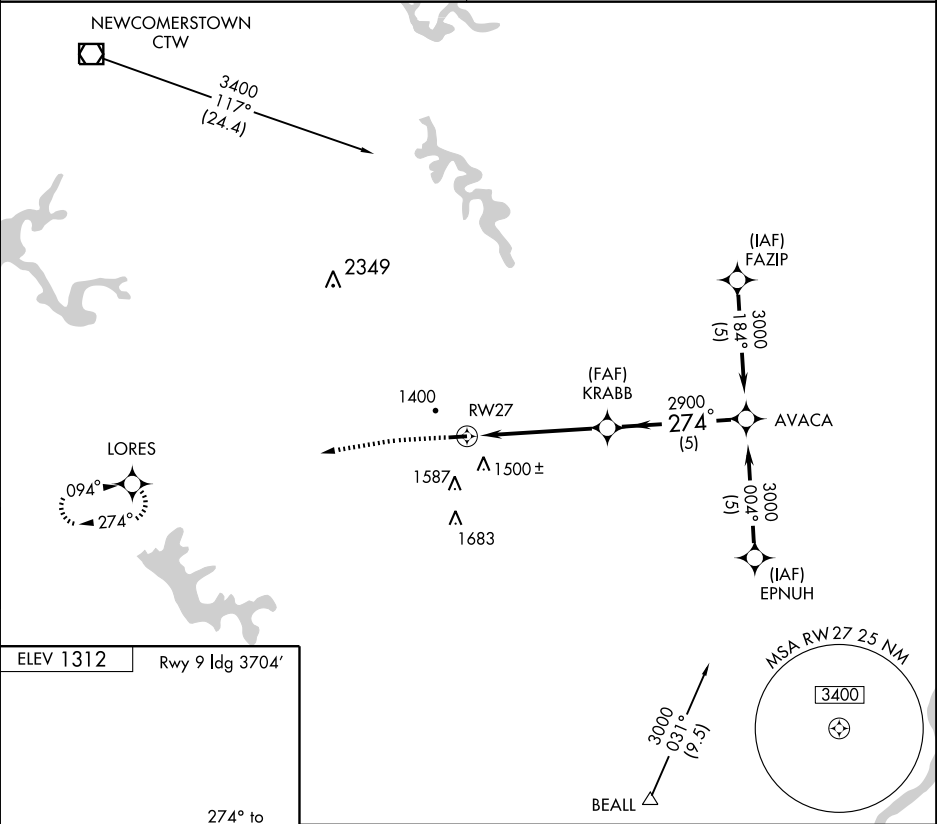 NEWCOMERSTOWN
CTW
3400
117°
(24.4)
2349
(IAF)
FAZIP
3000
184°
(5)
(FAF)
KRABB
1400
RW27
2900
274°
(5)
AVACA
LORES
094°
274°
1587
1500 ±
1683
3000
004°
(5)
(IAF)
EPNUH
ELEV 1312
Rwy 9 ldg 3704'
274° to
3000
031°
(9.5)
BEALL
MSA RW 27 25 NM
3400